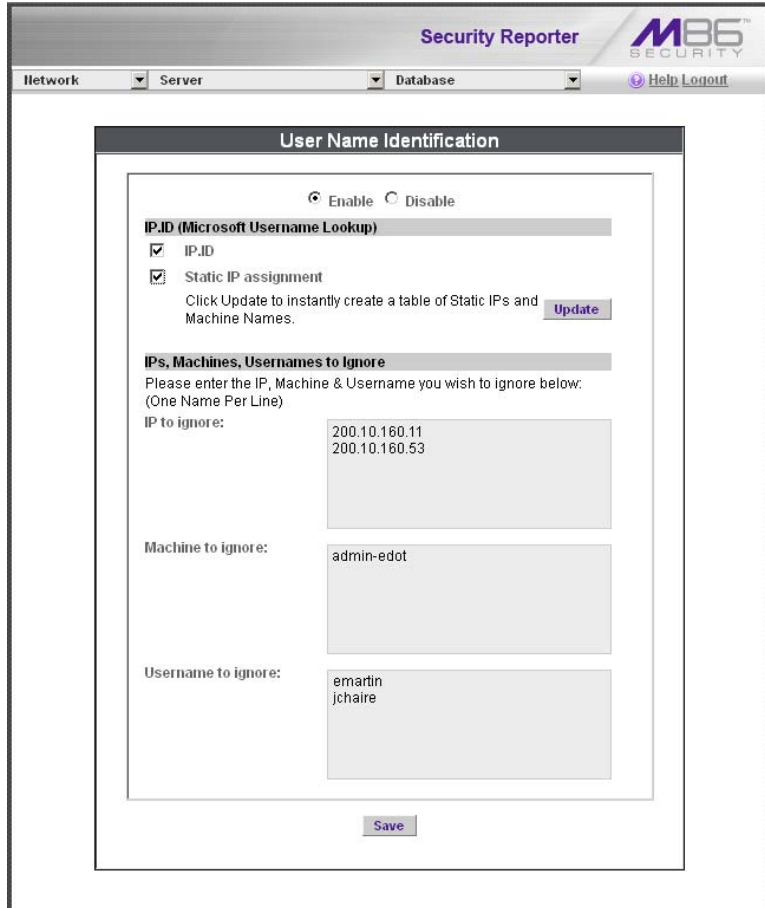 Security Reporter
M86
SECURITY
Network Server Database Help Logout
User Name Identification
Enable Disable
IP.ID (Microsoft Username Lookup)
IP.ID
Static IP assignment
Click Update to instantly create a table of Static IPs and
Machine Names.
Update
IPs, Machines, Usernames to Ignore
Please enter the IP, Machine & Username you wish to ignore below:
(One Name Per Line)
IP to ignore:
200.10.160.11
200.10.160.53
Machine to ignore:
admin-edot
Username to ignore:
emartin
jchaire
Save